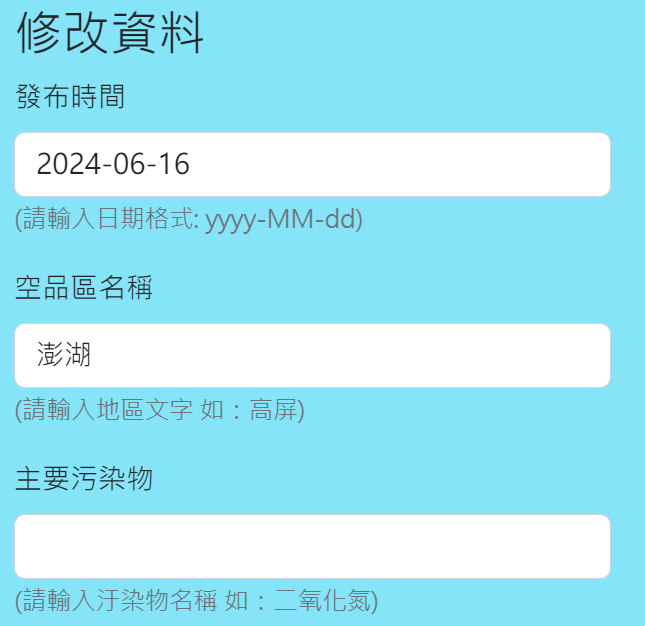 修改資料
發布時間
2024-06-16
(請輸入日期格式: yyyy-MM-dd)
空品區名稱
澎湖
(請輸入地區文字 如：高屏)
主要污染物
(請輸入汙染物名稱 如：二氧化氮)